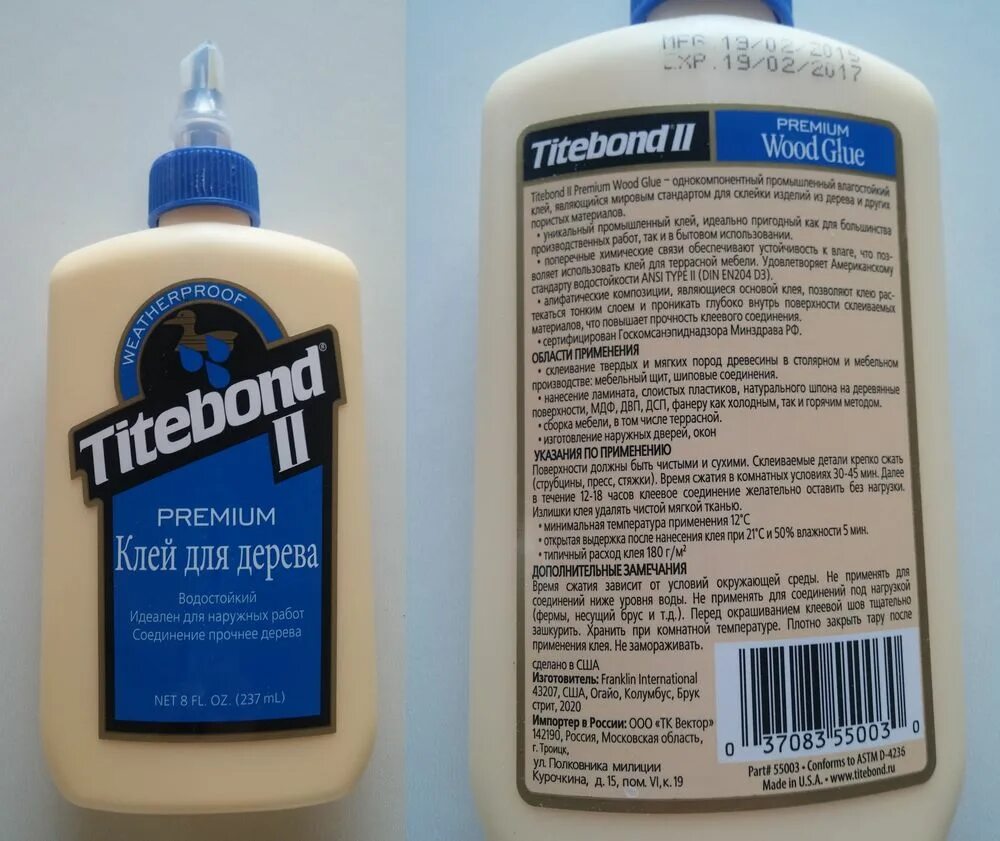 WEATHERPROOF
Titebond®
II
PREMIUM
Клей для дерева
Водостойкий
Идеален для наружных работ
Соединение прочнее дерева
NET 8 FL. OZ. (237 mL)
MFG 19/02/2015
EXP.19/02/2017
Titebond II
PREMIUM
Wood Glue
Titebond II Premium Wood Glue – однокомпонентный промышленный влагостойкий
клей, являющийся мировым стандартом для склейки изделий из дерева и других
пористых материалов.
• уникальный промышленный клей, идеально пригодный как для большинства
производственных работ, так и в бытовом использовании.
• поперечные химические связи обеспечивают устойчивость к влаге, что поз-
воляет использовать клей для террасной мебели. Удовлетворяет Американскому
стандарту водостойкости ANSI TYPE II (DIN EN204 D3).
• алифатические композиции, являющиеся основой клея, позволяют клею рас-
текаться тонким слоем и проникать глубоко внутрь поверхности склеиваемых
материалов, что повышает прочность клеевого соединения.
• сертифицирован Госкомсанэпиднадзора Минздрава РФ.
ОБЛАСТИ ПРИМЕНЕНИЯ
• склеивание твердых и мягких пород древесины в столярном и мебельном
производстве: мебельный щит, шиповые соединения.
• нанесение ламината, слоистых пластиков, натурального шпона на деревянные
поверхности, МДФ, ДВП, ДСП, фанеру как холодным, так и горячим методом.
• сборка мебели, в том числе террасной.
• изготовление наружных дверей, окон
УКАЗАНИЯ ПО ПРИМЕНЕНИЮ
Поверхности должны быть чистыми и сухими. Склеиваемые детали крепко сжать
(струбцины, пресс, стяжки). Время сжатия в комнатных условиях 30-45 мин. Далее
в течение 12-18 часов клеевое соединение желательно оставить без нагрузки.
Излишки клея удалять чистой мягкой тканью.
• минимальная температура применения 12°C
• открытая выдержка после нанесения клея при 21°C и 50% влажности 5 мин.
• типичный расход клея 180 г/м²
ДОПОЛНИТЕЛЬНЫЕ ЗАМЕЧАНИЯ
Время сжатия зависит от условий окружающей среды. Не применять для
соединений ниже уровня воды. Не применять для соединений под нагрузкой
(фермы, несущий брус и т.д.). Перед окрашиванием клеевой шов тщательно
зашкурить. Хранить при комнатной температуре. Плотно закрыть тару после
применения клея. Не замораживать.
сделано в США
Изготовитель: Franklin International
43207, США, Огайо, Колумбус, Брук
стрит, 2020
Импортер в России: ООО «ТК Вектор»
142190, Россия, Московская область,
г. Троицк,
ул. Полковника милиции
Курочкина, д. 15, пом. VI, к. 19
0 37083 55003 0
Part# 55003 • Conforms to ASTM D-4236
Made in U.S.A. • www.titebond.ru